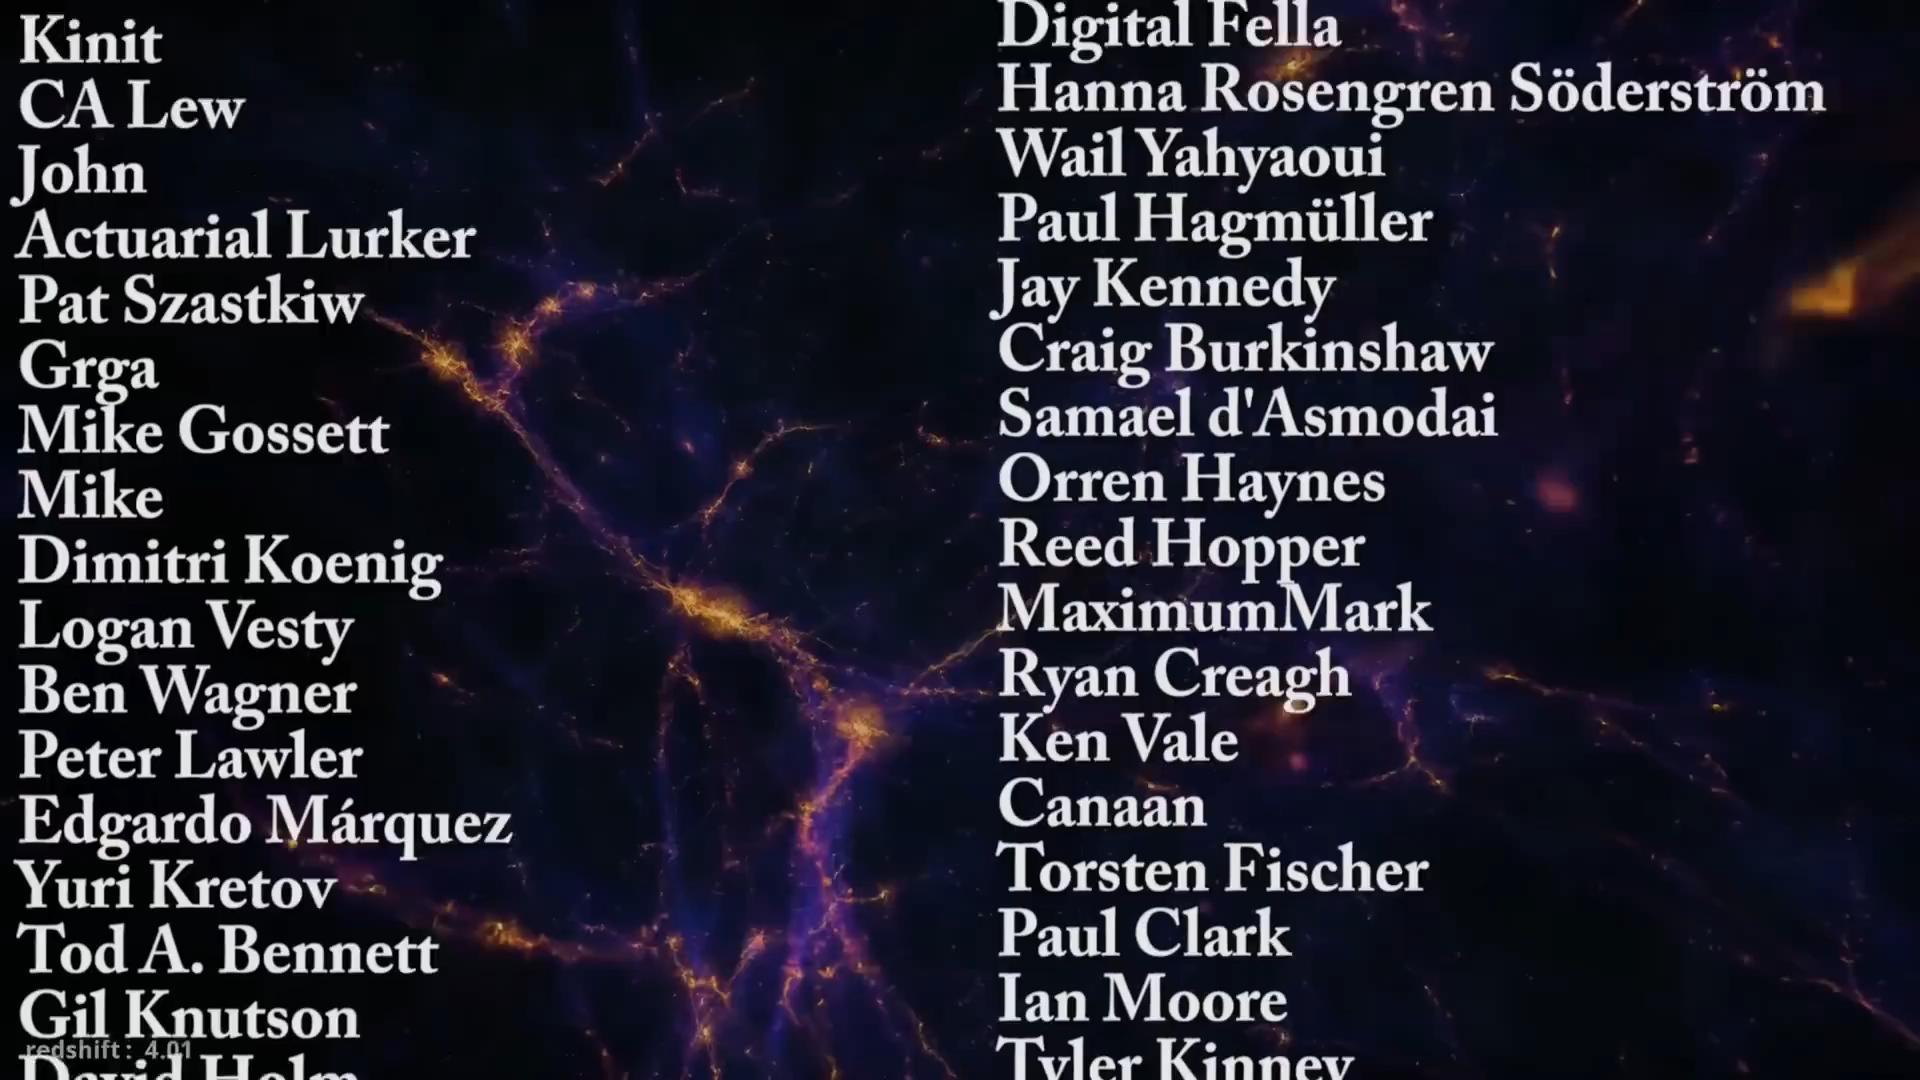 Kinit
CA Lew
John
Actuarial Lurker
Pat Szastkiw
Grga
Mike Gossett
Mike
Dimitri Koenig
Logan Vesty
Ben Wagner
Peter Lawler
Edgardo Márquez
Yuri Kretov
Tod A. Bennett
Gil Knutson
redshift: 4.01
David Holm
Digital Fella
Hanna Rosengren Söderström
Wail Yahyaoui
Paul Hagmüller
Jay Kennedy
Craig Burkinshaw
Samael d'Asmodai
Orren Haynes
Reed Hopper
MaximumMark
Ryan Creagh
Ken Vale
Canaan
Torsten Fischer
Paul Clark
Ian Moore
Tyler Kinney